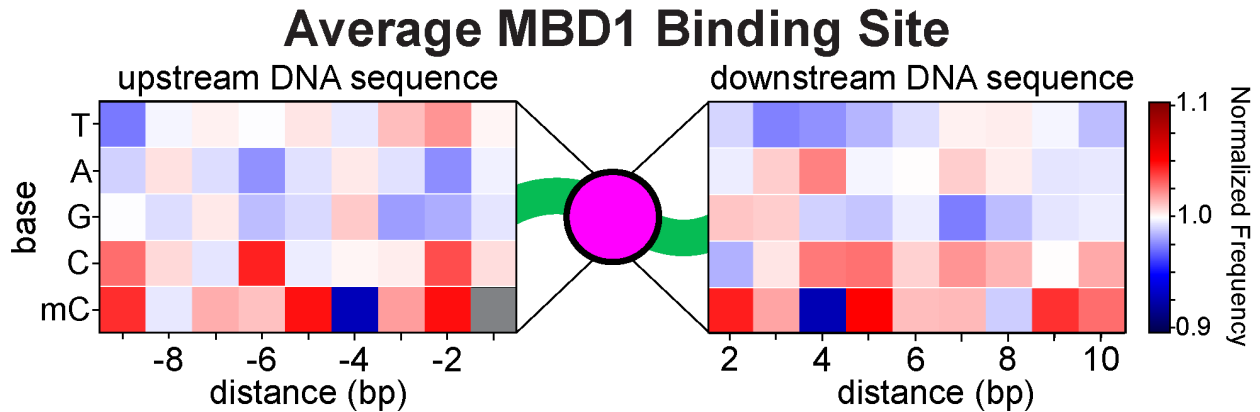 Average MBD1 Binding Site
upstream DNA sequence
downstream DNA sequence
base
T
A
G
C
mC
-8 -6 -4 -2
distance (bp)
2 4 6 8 10
distance (bp)
1.1
1.0
0.9
Normalized Frequency